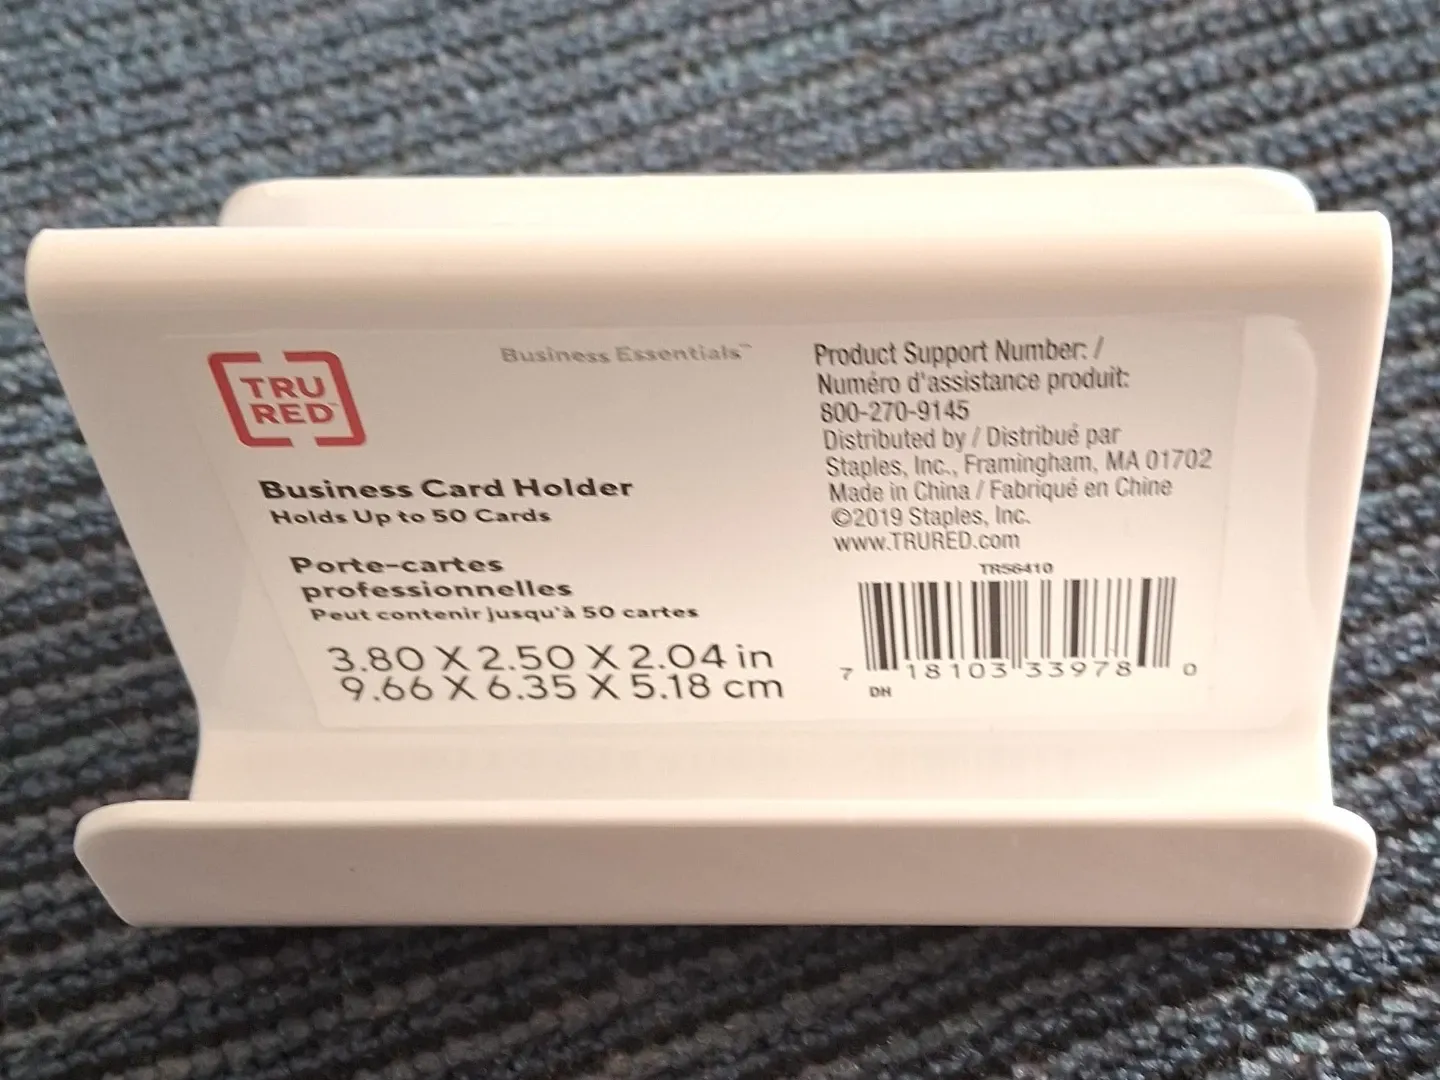 TRU
RED™
Business Essentials™
Business Card Holder
Holds Up to 50 Cards
Porte-cartes
professionnelles
Peut contenir jusqu'à 50 cartes
3.80 X 2.50 X 2.04 in
9.66 X 6.35 X 5.18 cm
Product Support Number: /
Numéro d'assistance produit:
800-270-9145
Distributed by / Distribué par
Staples, Inc., Framingham, MA 01702
Made in China / Fabriqué en Chine
©2019 Staples, Inc.
www.TRURED.com
TR56410
7 18103 33978 0
DH